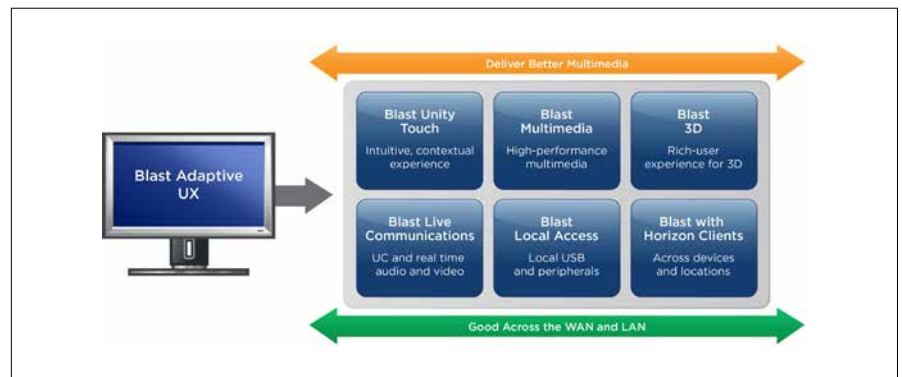 Deliver Better Multimedia
Blast Adaptive
UX
Blast Unity
Touch
Intuitive, contextual
experience
Blast
Multimedia
High-performance
multimedia
Blast
3D
Rich-user
experience for 3D
Blast Live
Communications
UC and real time
audio and video
Blast
Local Access
Local USB
and peripherals
Blast with
Horizon Clients
Across devices
and locations
Good Across the WAN and LAN